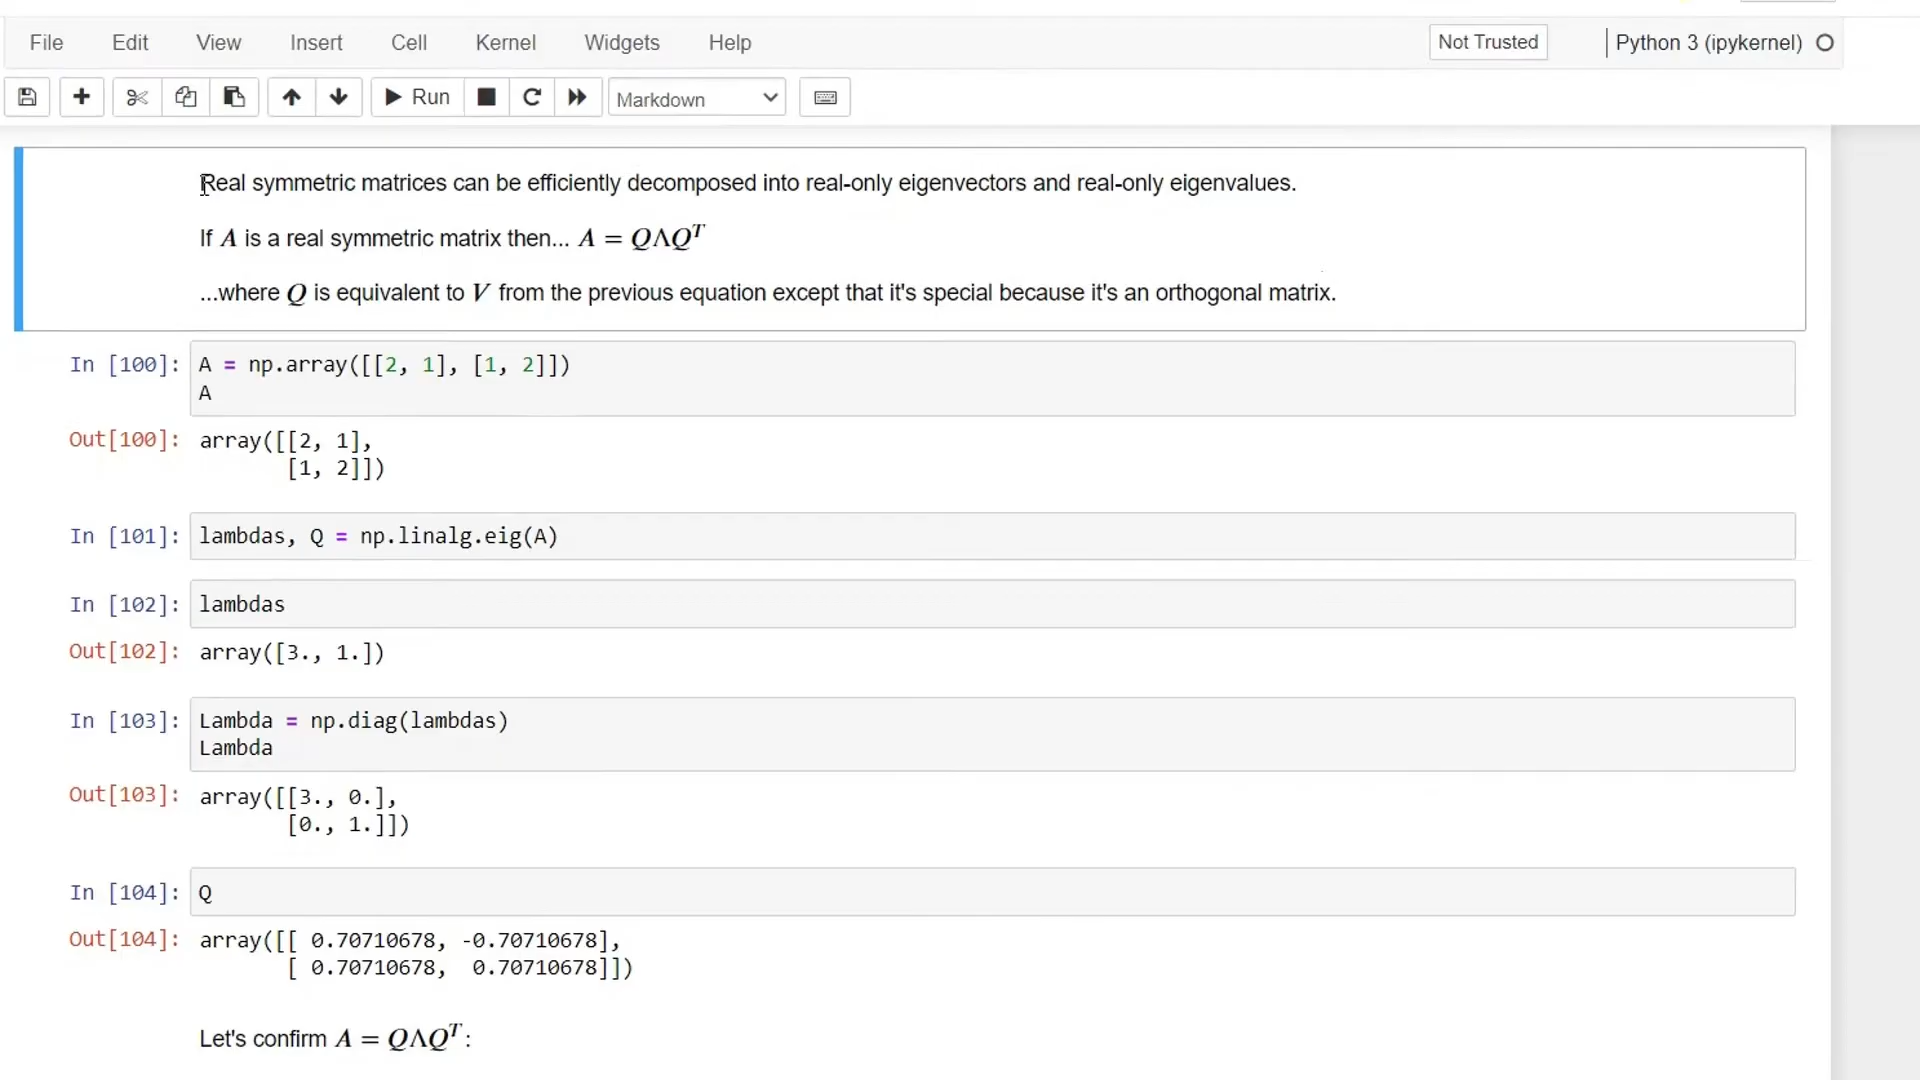 File Edit View Insert Cell Kernel Widgets Help Not Trusted Python 3 (ipykernel)
Run Markdown
Real symmetric matrices can be efficiently decomposed into real-only eigenvectors and real-only eigenvalues.
If A is a real symmetric matrix then... A = QΛQᵀ
...where Q is equivalent to V from the previous equation except that it's special because it's an orthogonal matrix.
In [100]: A = np.array([[2, 1], [1, 2]])
A
Out[100]: array([[2, 1],
[1, 2]])
In [101]: lambdas, Q = np.linalg.eig(A)
In [102]: lambdas
Out[102]: array([3., 1.])
In [103]: Lambda = np.diag(lambdas)
Lambda
Out[103]: array([[3., 0.],
[0., 1.]])
In [104]: Q
Out[104]: array([[ 0.70710678, -0.70710678],
[ 0.70710678,  0.70710678]])
Let's confirm A = QΛQᵀ: